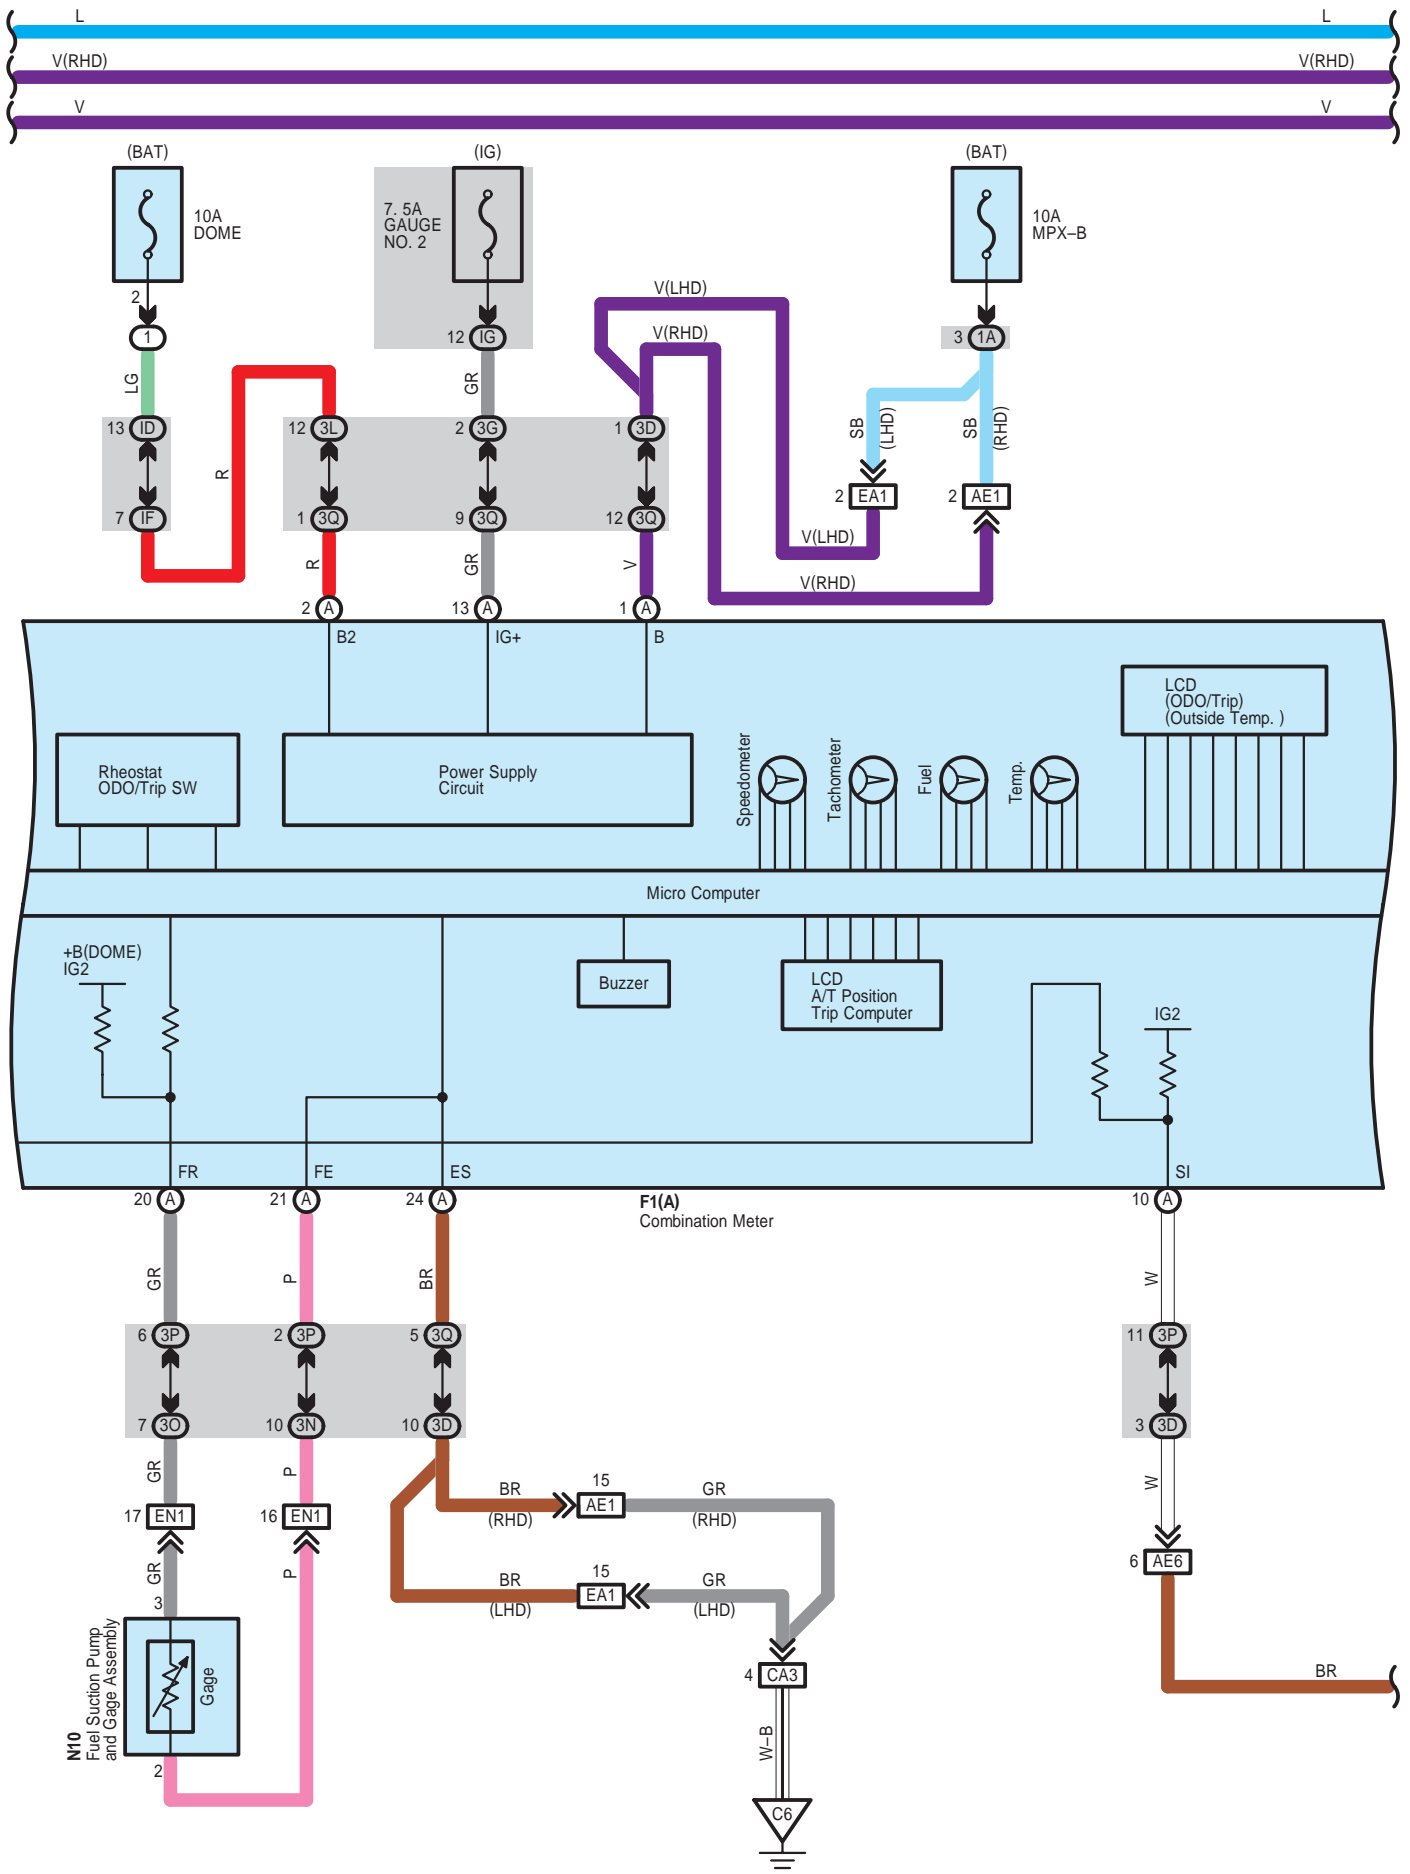 L
L
V(RHD)
V(RHD)
V
V
(BAT)
(IG)
(BAT)
10A
DOME
7. 5A
GAUGE
NO. 2
10A
MPX–B
2
1
12 IG
3 1A
V(LHD)
V(RHD)
LG
GR
SB
(LHD)
SB
(RHD)
13 ID
12 3L
2 3G
1 3D
R
2 EA1
2 AE1
7 IF
1 3Q
9 3Q
12 3Q
V(LHD)
V(RHD)
R
GR
V
2 A
13 A
1 A
B2
IG+
B
LCD
(ODO/Trip)
(Outside Temp. )
Rheostat
ODO/Trip SW
Power Supply
Circuit
Speedometer
Tachometer
Fuel
Temp.
Micro Computer
+B(DOME)
IG2
Buzzer
LCD
A/T Position
Trip Computer
IG2
FR
FE
ES
SI
20 A
21 A
24 A
10 A
F1(A)
Combination Meter
GR
P
BR
W
6 3P
2 3P
5 3Q
11 3P
7 3O
10 3N
10 3D
3 3D
GR
P
W
BR
(RHD)
15
AE1
GR
(RHD)
17 EN1
16 EN1
6 AE6
GR
P
BR
(LHD)
15
EA1
GR
(LHD)
3
N10
Fuel Suction Pump
and Gage Assembly
Gage
4 CA3
BR
2
W–B
C6